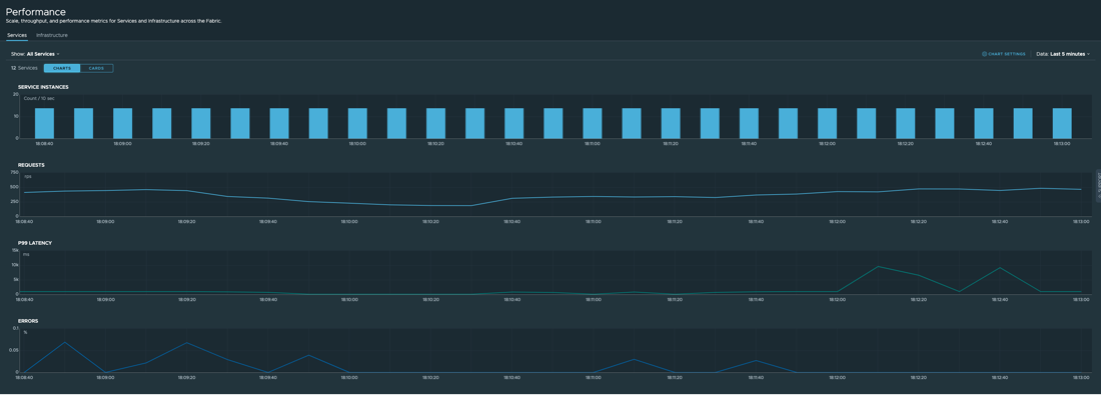 Performance
Scale, throughput, and performance metrics for Services and Infrastructure across the Fabric.
Services Infrastructure
Show: All Services CHART SETTINGS Data: Last 5 minutes
12 Services CHARTS CARDS
SERVICE INSTANCES
20
Count / 10 sec
10
0
18:08:40 18:09:00 18:09:20 18:09:40 18:10:00 18:10:20 18:10:40 18:11:00 18:11:20 18:11:40 18:12:00 18:12:20 18:12:40 18:13:00
REQUESTS
750
rps
500
250
0
18:08:40 18:09:00 18:09:20 18:09:40 18:10:00 18:10:20 18:10:40 18:11:00 18:11:20 18:11:40 18:12:00 18:12:20 18:12:40 18:13:00
P99 LATENCY
15k
ms
10k
5k
0
18:08:40 18:09:00 18:09:20 18:09:40 18:10:00 18:10:20 18:10:40 18:11:00 18:11:20 18:11:40 18:12:00 18:12:20 18:12:40 18:13:00
ERRORS
0.1
%
0.05
0
18:08:40 18:09:00 18:09:20 18:09:40 18:10:00 18:10:20 18:10:40 18:11:00 18:11:20 18:11:40 18:12:00 18:12:20 18:12:40 18:13:00